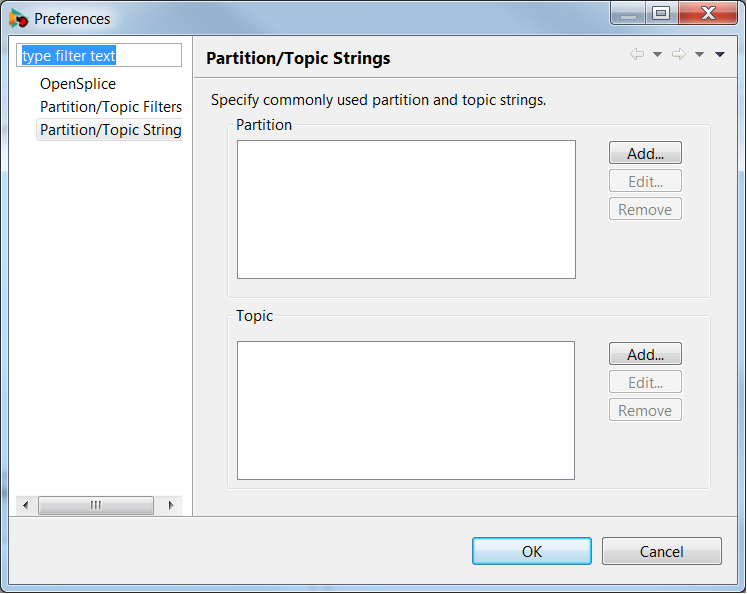 Preferences
type filter text
OpenSplice
Partition/Topic Filters
Partition/Topic String
Partition/Topic Strings
Specify commonly used partition and topic strings.
Partition
Add...
Edit...
Remove
Topic
Add...
Edit...
Remove
OK
Cancel